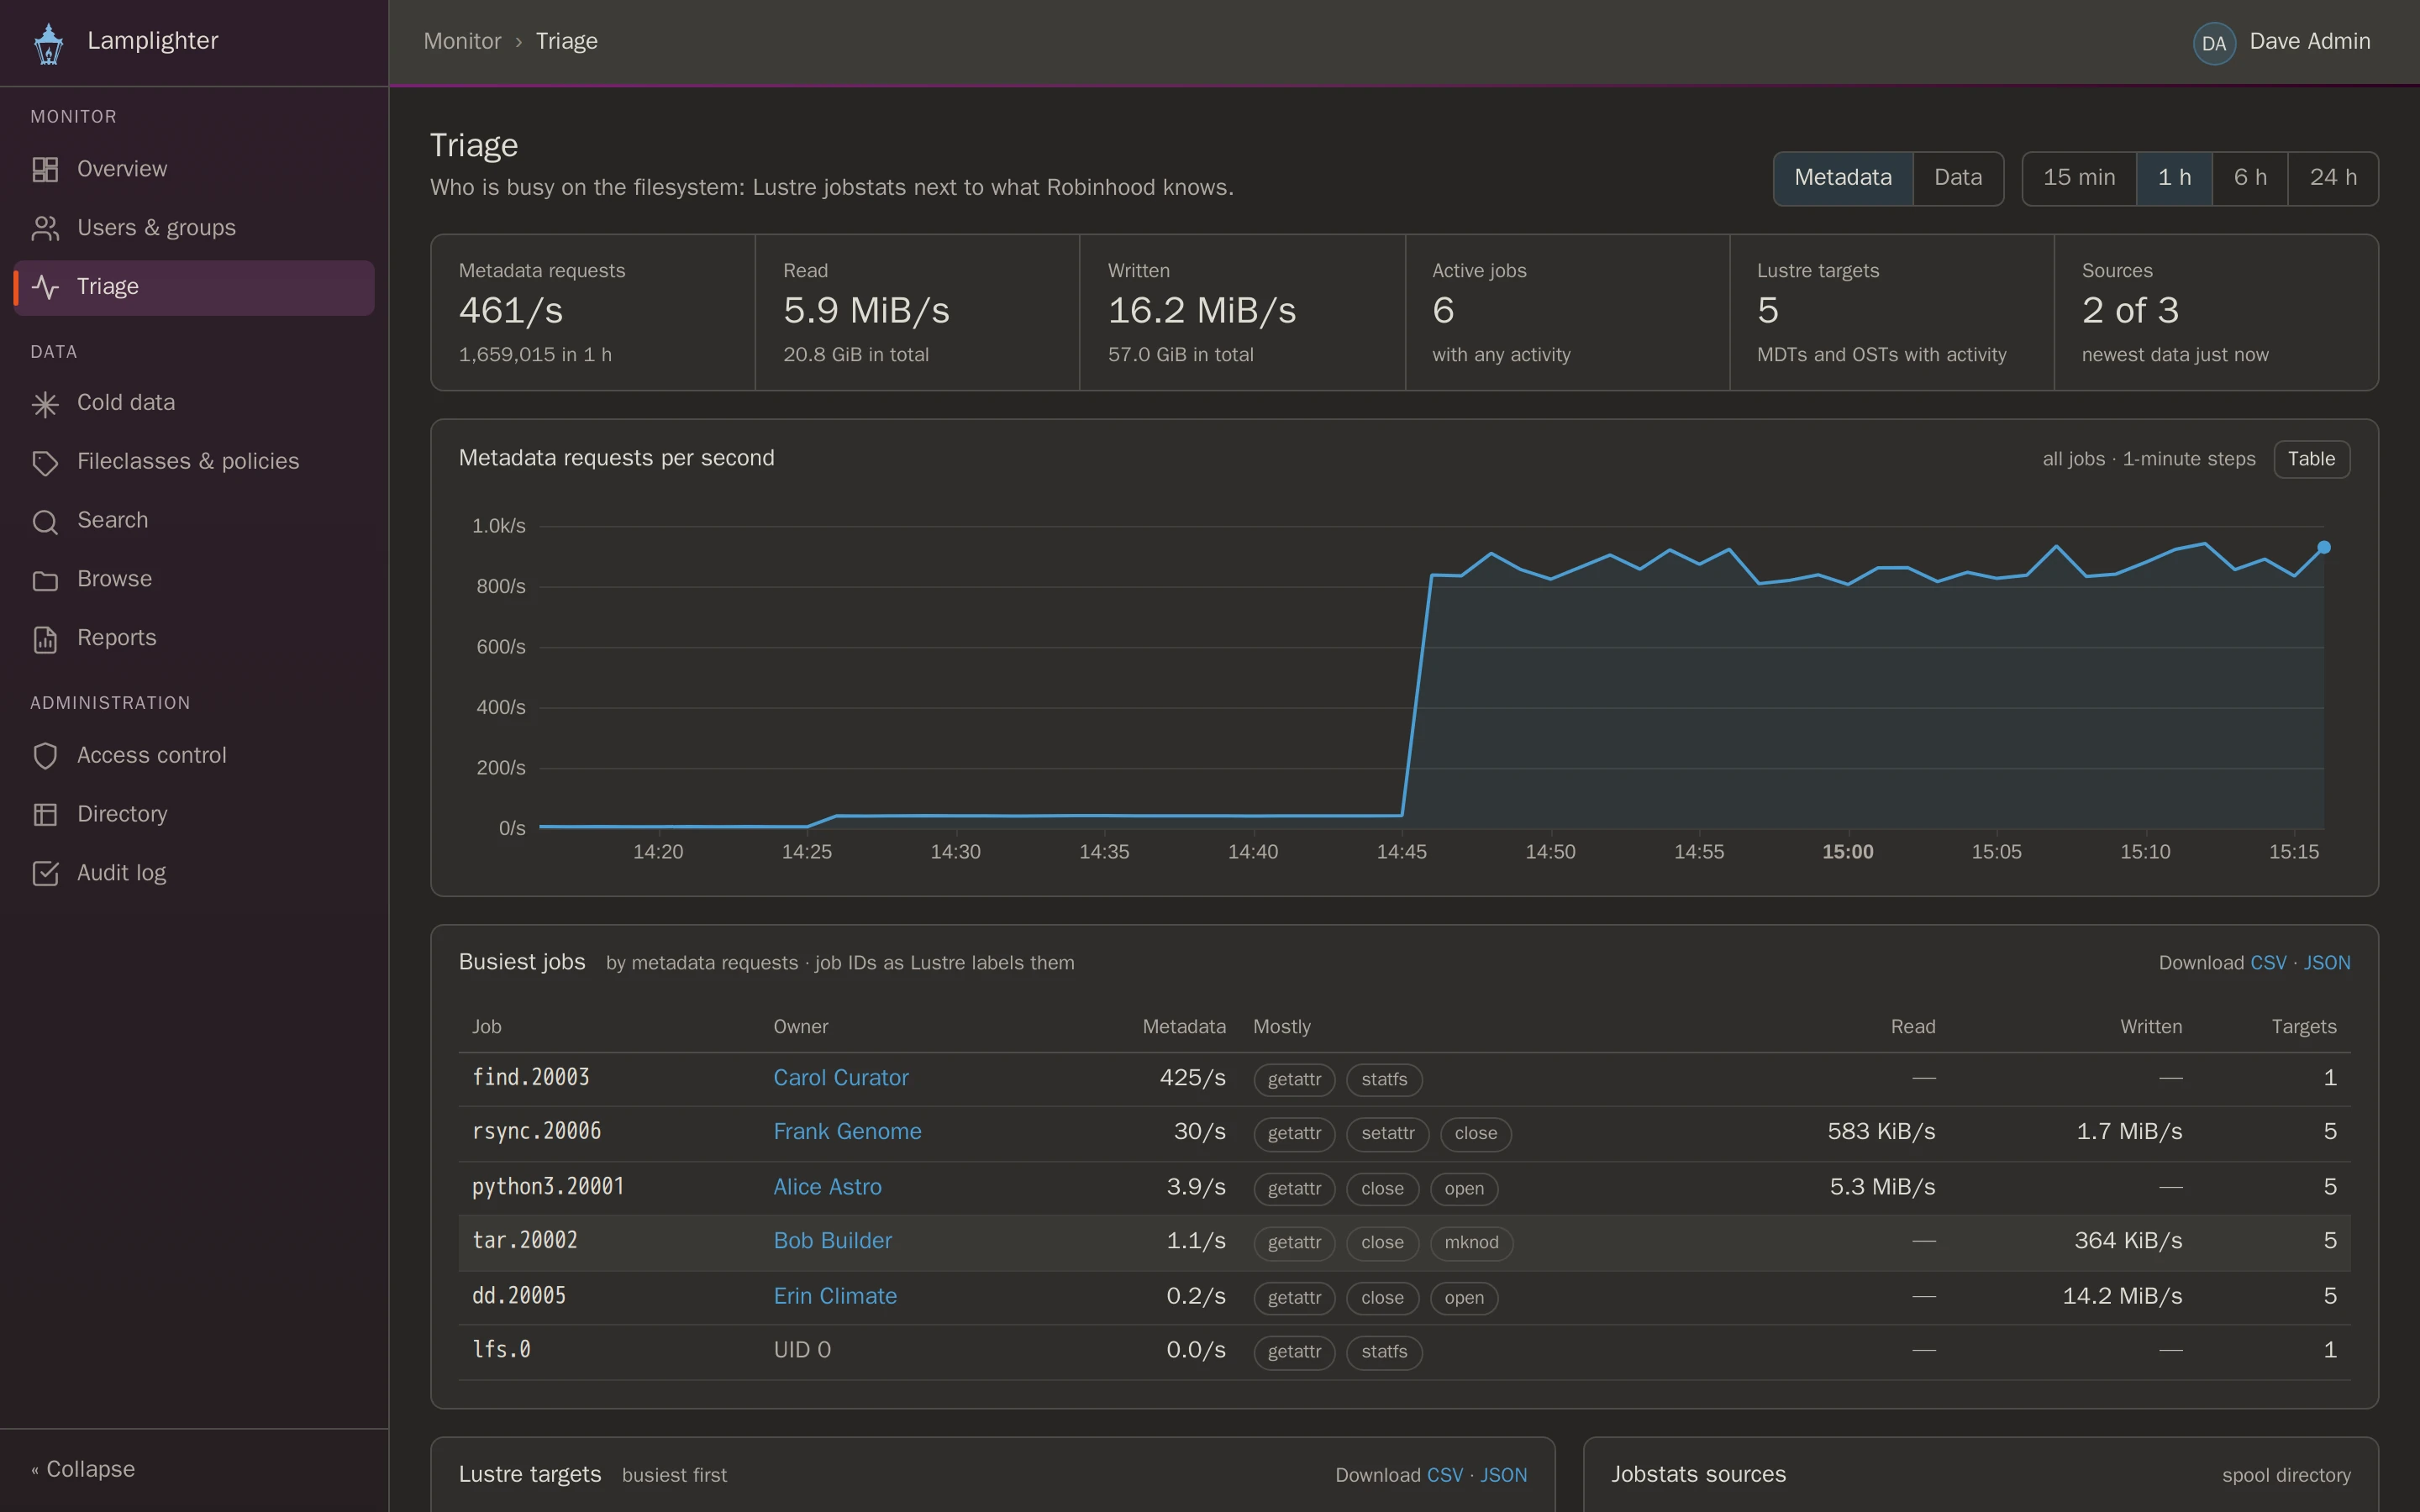 Lamplighter
Monitor › Triage
DA Dave Admin
MONITOR
Overview
Users & groups
Triage
DATA
Cold data
Fileclasses & policies
Search
Browse
Reports
ADMINISTRATION
Access control
Directory
Audit log
« Collapse
Triage
Who is busy on the filesystem: Lustre jobstats next to what Robinhood knows.
Metadata Data 15 min 1 h 6 h 24 h
Metadata requests
461/s
1,659,015 in 1 h
Read
5.9 MiB/s
20.8 GiB in total
Written
16.2 MiB/s
57.0 GiB in total
Active jobs
6
with any activity
Lustre targets
5
MDTs and OSTs with activity
Sources
2 of 3
newest data just now
Metadata requests per second
all jobs · 1-minute steps Table
1.0k/s
800/s
600/s
400/s
200/s
0/s
14:20 14:25 14:30 14:35 14:40 14:45 14:50 14:55 15:00 15:05 15:10 15:15
Busiest jobs by metadata requests · job IDs as Lustre labels them Download CSV · JSON
Job Owner Metadata Mostly Read Written Targets
find.20003 Carol Curator 425/s getattr statfs — — 1
rsync.20006 Frank Genome 30/s getattr setattr close 583 KiB/s 1.7 MiB/s 5
python3.20001 Alice Astro 3.9/s getattr close open 5.3 MiB/s — 5
tar.20002 Bob Builder 1.1/s getattr close mknod — 364 KiB/s 5
dd.20005 Erin Climate 0.2/s getattr close open — 14.2 MiB/s 5
lfs.0 UID 0 0.0/s getattr statfs — — 1
Lustre targets busiest first Download CSV · JSON
Jobstats sources spool directory